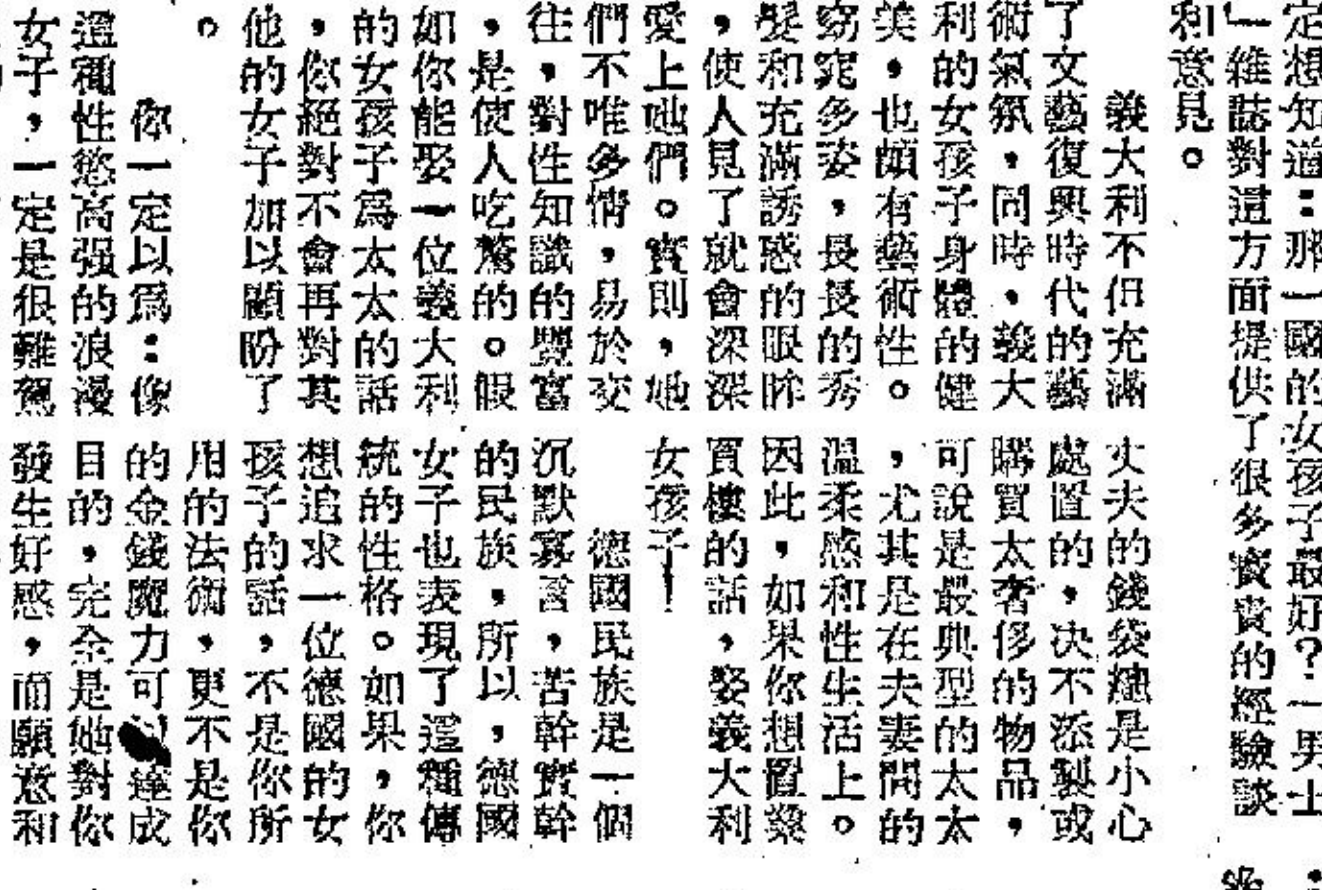 定想知道：那一國的女孩子最好？一男士
」雜誌對這方面提供了很多寶貴的經驗談
和意見。
義大利不但充滿
了文藝復興時代的藝
術氣氛，同時，義大
利的女孩子身體的健
美，也頗有藝術性。
窈窕多姿，長長的秀
髮和充滿誘惑的眼眸
，使人見了就會深深
愛上她們。實則，她
們不唯多情，易於交
往，對性知識的豐富
，是使人吃驚的。假
如你能娶一位義大利
的女孩子爲太太的話
，你絕對不會再對其
他的女子加以顧盼了
。
你一定以爲：像
這種性慾高强的浪漫
女子，一定是很難駕
丈夫的錢袋總是小心
處置的，決不添製或
購買太奢侈的物品，
可說是最典型的太太
，尤其是在夫妻間的
溫柔感和性生活上。
因此，如果你想置業
買樓的話，娶義大利
女孩子！
德國民族是一個
沉默寡言，苦幹實幹
的民族，所以，德國
女子也表現了這種傳
統的性格。如果，你
想追求一位德國的女
孩子的話，不是你所
用的法術，更不是你
的金錢魔力可達成
目的，完全是她對你
發生好感，而願意和